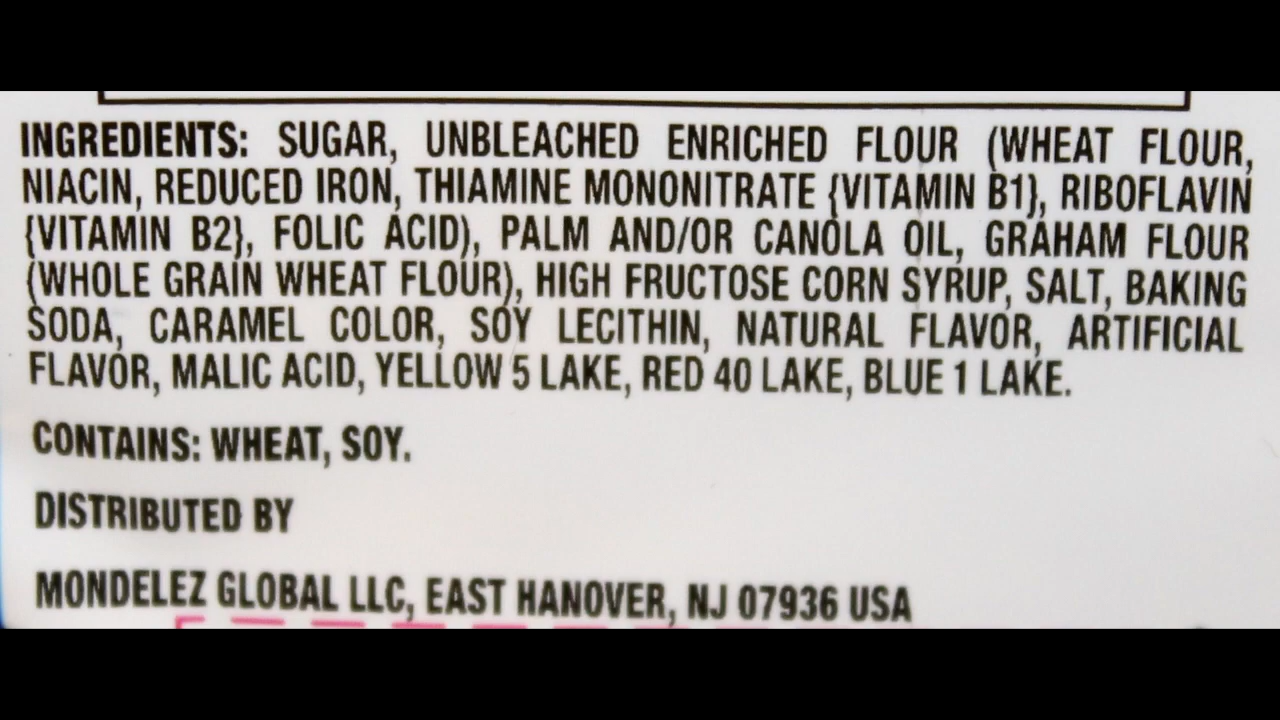 INGREDIENTS: SUGAR, UNBLEACHED ENRICHED FLOUR (WHEAT FLOUR,
NIACIN, REDUCED IRON, THIAMINE MONONITRATE {VITAMIN B1}, RIBOFLAVIN
{VITAMIN B2}, FOLIC ACID), PALM AND/OR CANOLA OIL, GRAHAM FLOUR
(WHOLE GRAIN WHEAT FLOUR), HIGH FRUCTOSE CORN SYRUP, SALT, BAKING
SODA, CARAMEL COLOR, SOY LECITHIN, NATURAL FLAVOR, ARTIFICIAL
FLAVOR, MALIC ACID, YELLOW 5 LAKE, RED 40 LAKE, BLUE 1 LAKE.
CONTAINS: WHEAT, SOY.
DISTRIBUTED BY
MONDELEZ GLOBAL LLC, EAST HANOVER, NJ 07936 USA